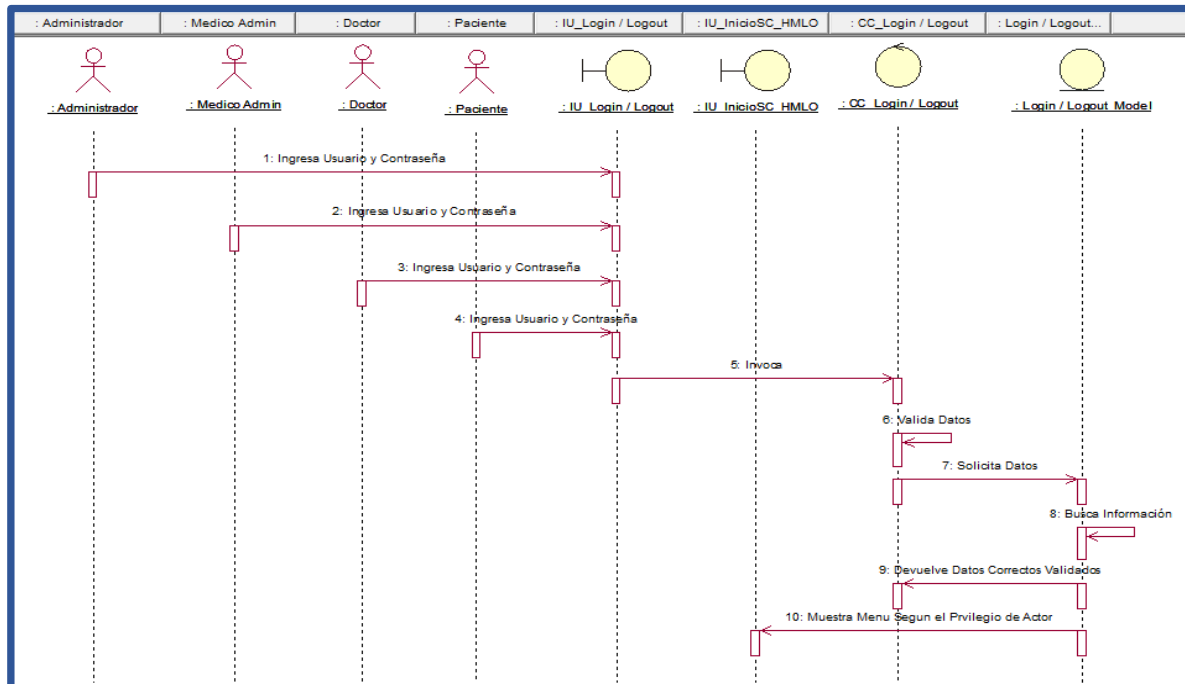 : Administrador
: Medico Admin
: Doctor
: Paciente
: IU_Login / Logout
: IU_InicioSC_HMLO
: CC_Login / Logout
: Login / Logout...
: Administrador
: Medico Admin
: Doctor
: Paciente
: IU_Login / Logout
: IU_InicioSC_HMLO
: CC_Login / Logout
: Login / Logout_Model
1: Ingresa Usuario y Contraseña
2: Ingresa Usuario y Contraseña
3: Ingresa Usuario y Contraseña
4: Ingresa Usuario y Contraseña
5: Invoca
6: Valida Datos
7: Solicita Datos
8: Busca Información
9: Devuelve Datos Correctos Validados
10: Muestra Menu Segun el Prvilegio de Actor